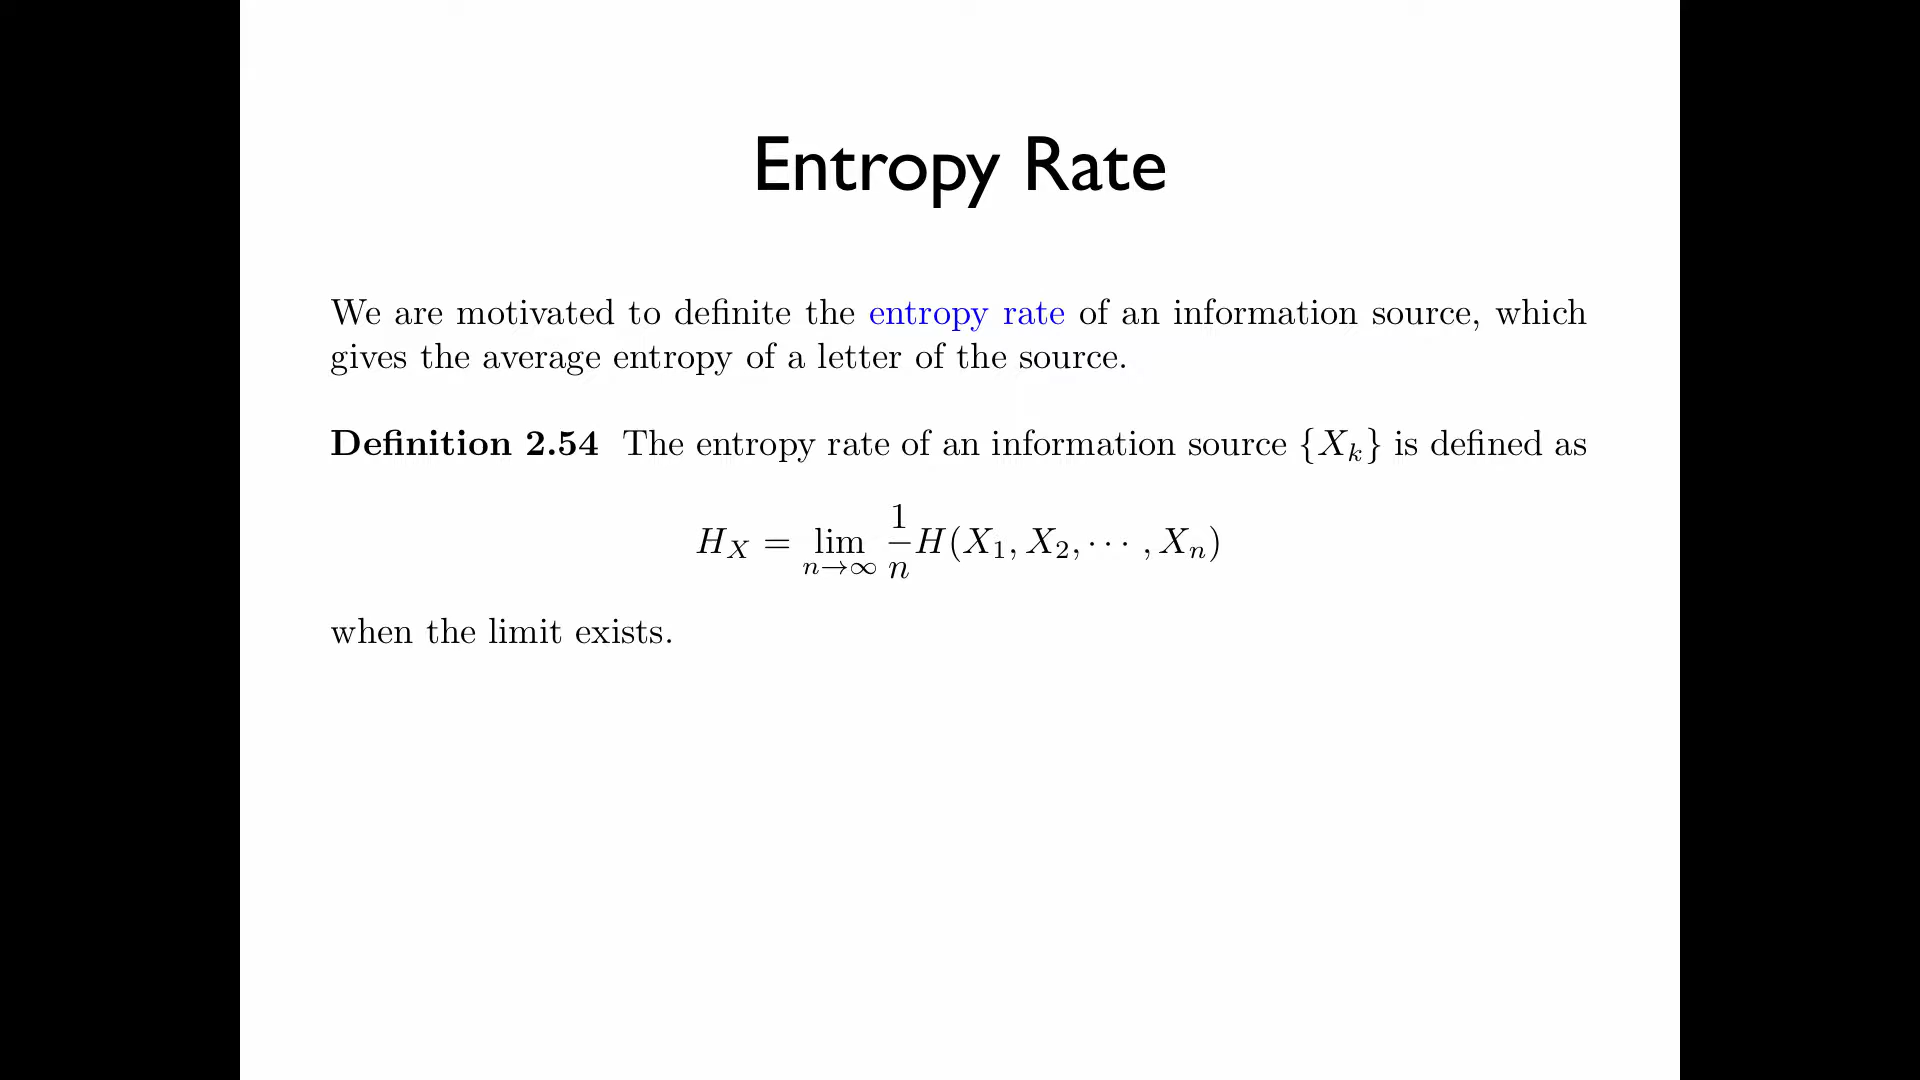 Entropy Rate
We are motivated to definite the entropy rate of an information source, which
gives the average entropy of a letter of the source.
Definition 2.54 The entropy rate of an information source {X_k} is defined as
H_X = lim_{n→∞} \frac{1}{n} H(X_1, X_2, ⋯ , X_n)
when the limit exists.